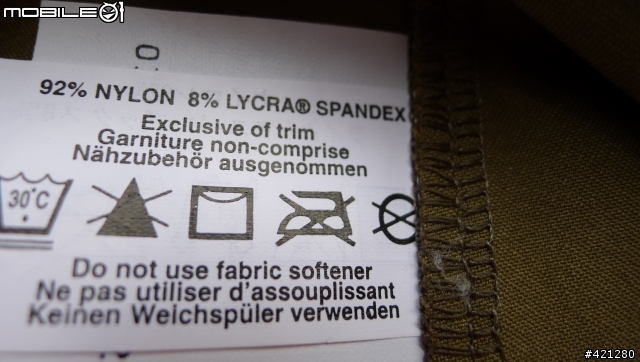 MOBILE01
92% NYLON 8% LYCRA® SPANDEX
Exclusive of trim
Garniture non-comprise
Nähzubehör ausgenommen
30°C
Do not use fabric softener
Ne pas utiliser d'assouplissant
Keinen Weichspüler verwenden
#421280